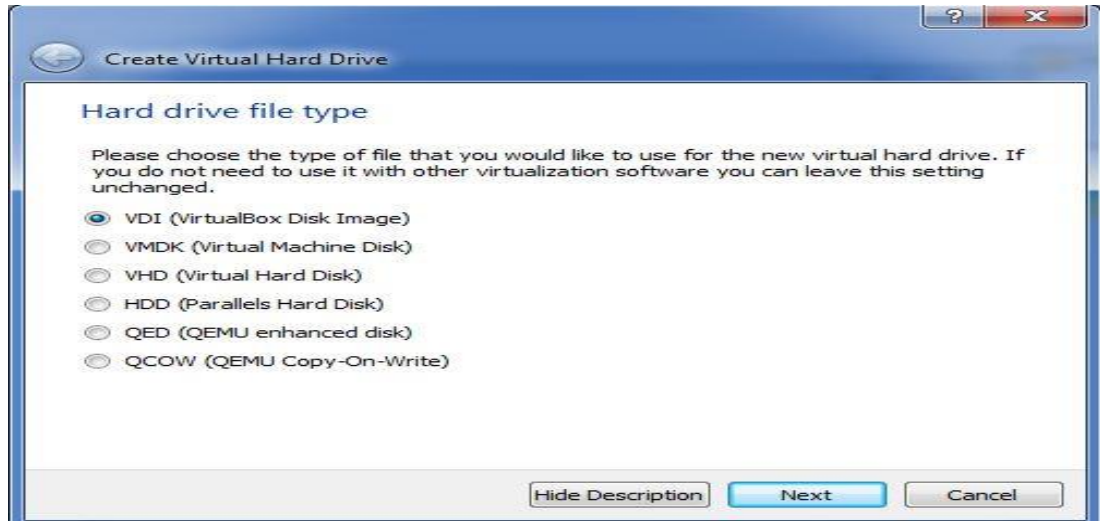 Create Virtual Hard Drive
Hard drive file type
Please choose the type of file that you would like to use for the new virtual hard drive. If
you do not need to use it with other virtualization software you can leave this setting
unchanged.
VDI (VirtualBox Disk Image)
VMDK (Virtual Machine Disk)
VHD (Virtual Hard Disk)
HDD (Parallels Hard Disk)
QED (QEMU enhanced disk)
QCOW (QEMU Copy-On-Write)
Hide Description Next Cancel